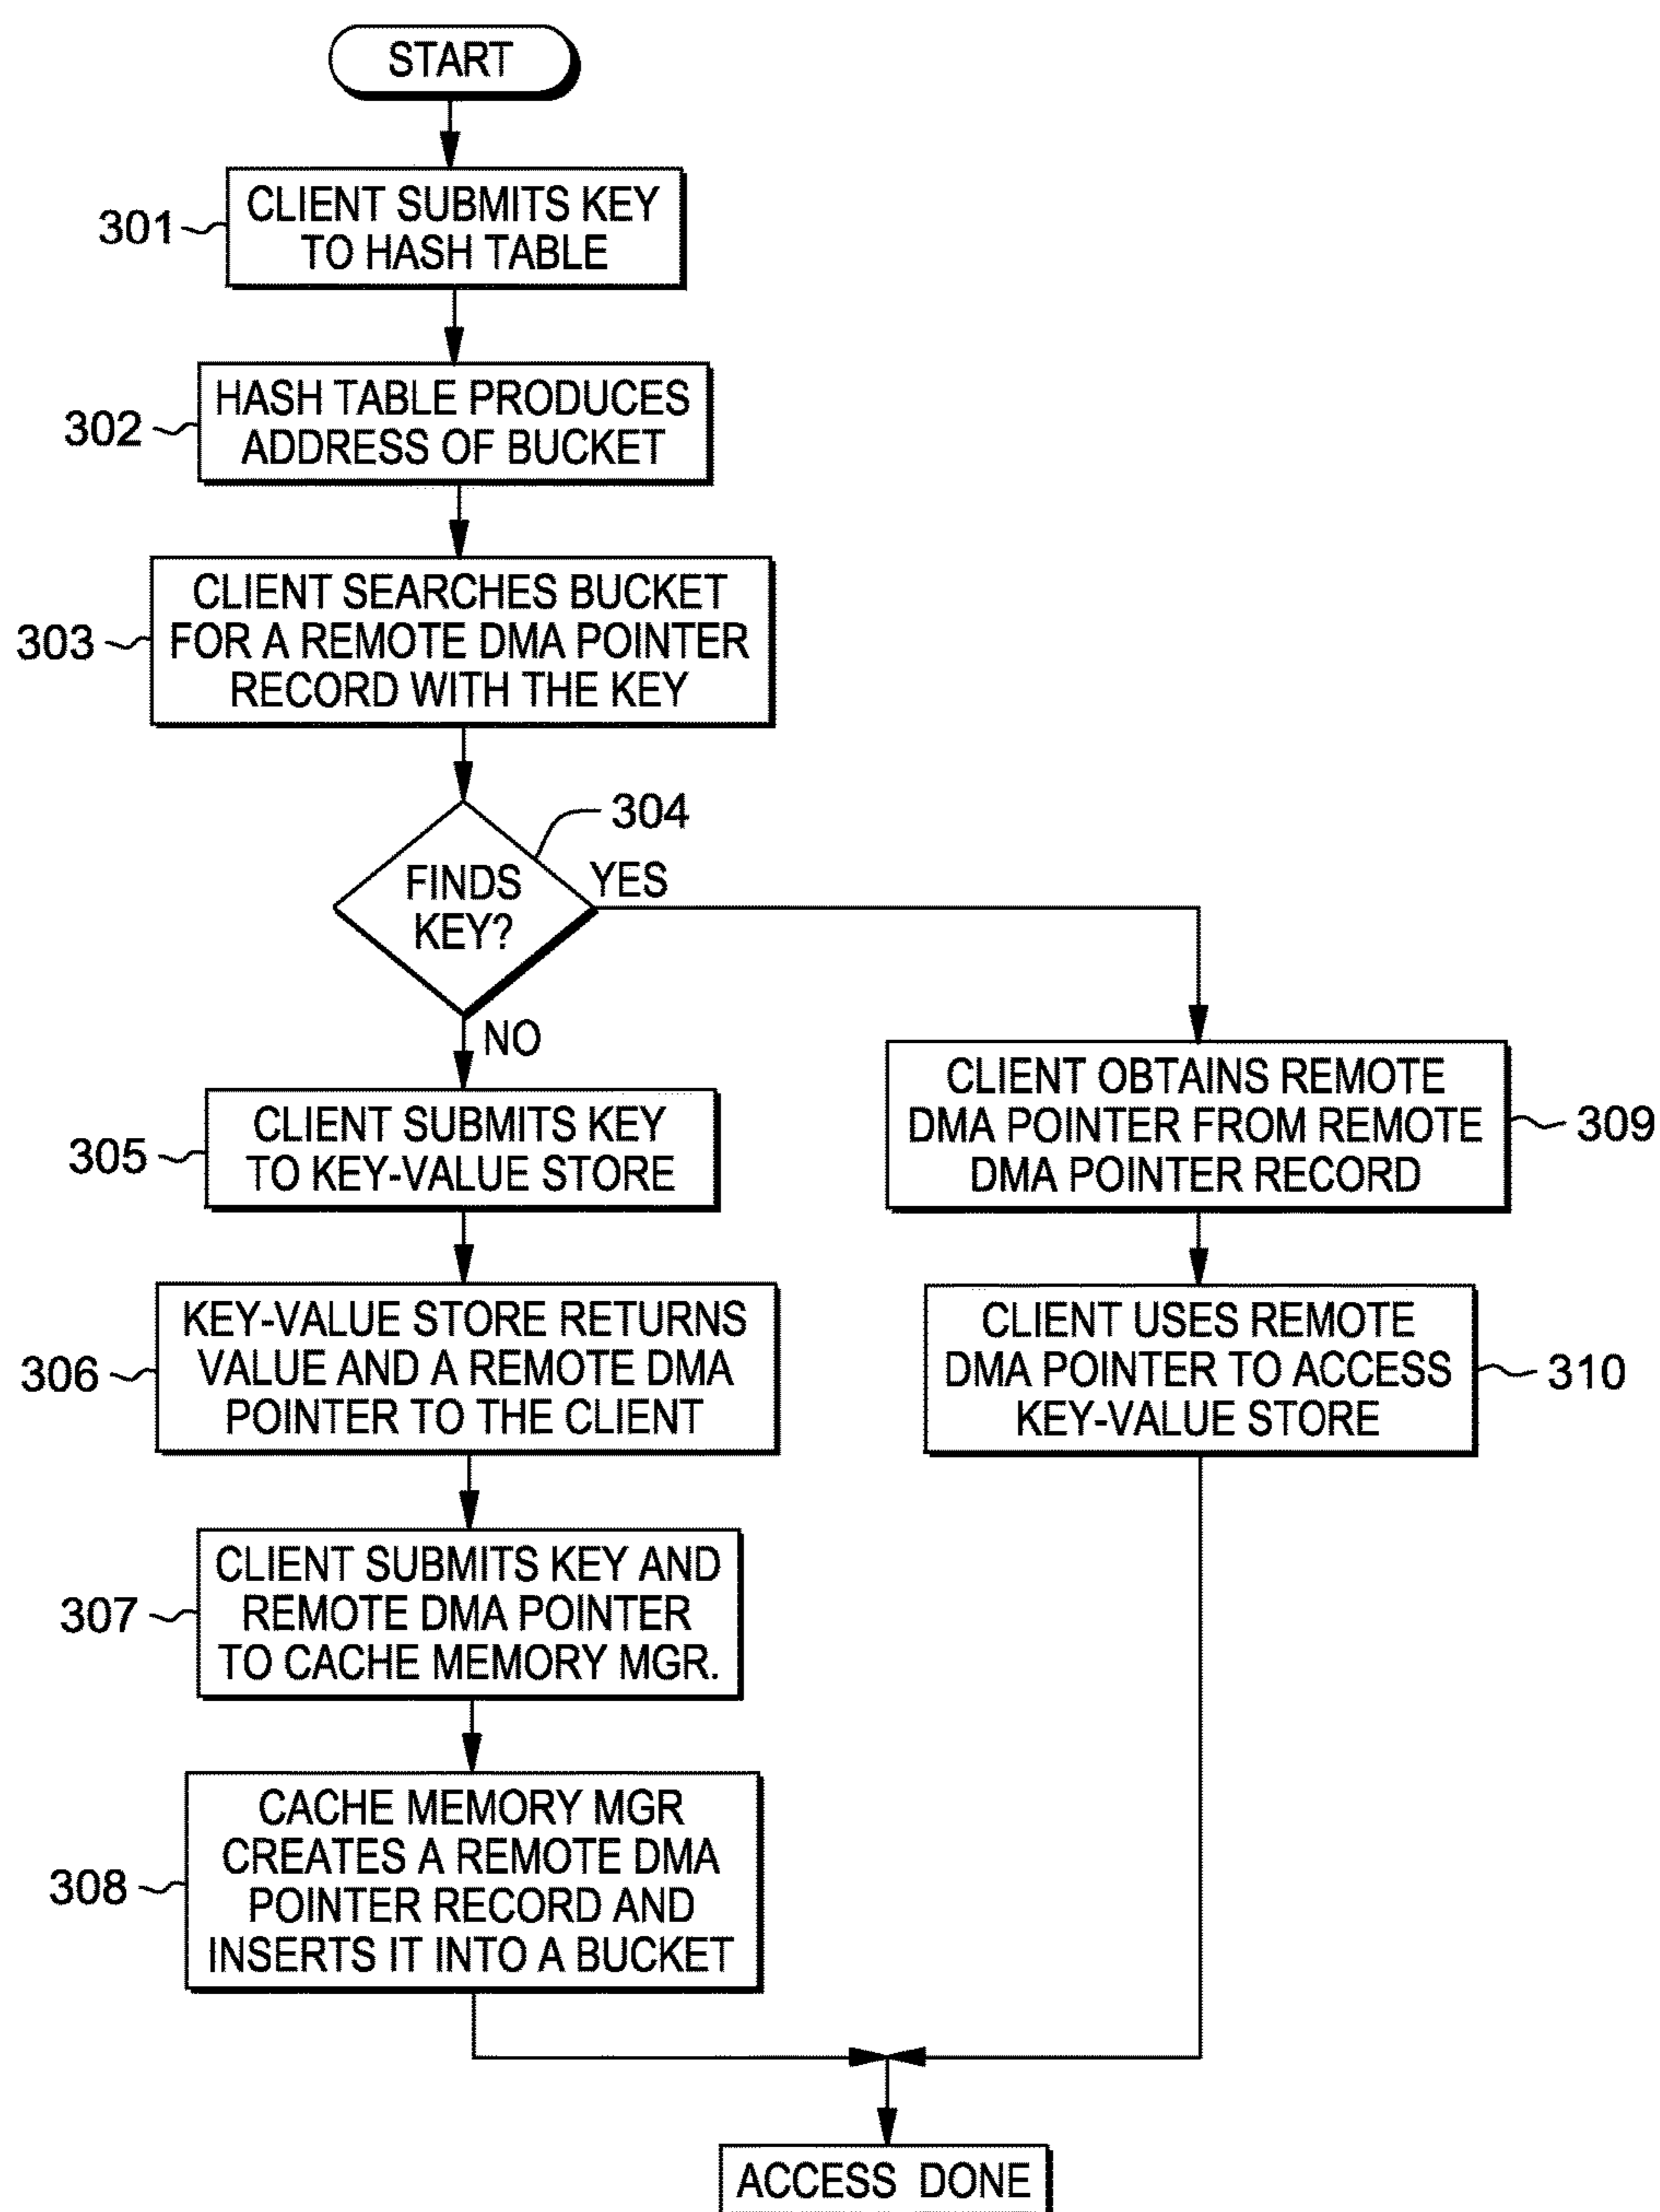 START
301
CLIENT SUBMITS KEY
TO HASH TABLE
302
HASH TABLE PRODUCES
ADDRESS OF BUCKET
303
CLIENT SEARCHES BUCKET
FOR A REMOTE DMA POINTER
RECORD WITH THE KEY
304
FINDS
KEY?
YES
NO
305
CLIENT SUBMITS KEY
TO KEY-VALUE STORE
306
KEY-VALUE STORE RETURNS
VALUE AND A REMOTE DMA
POINTER TO THE CLIENT
307
CLIENT SUBMITS KEY AND
REMOTE DMA POINTER
TO CACHE MEMORY MGR.
308
CACHE MEMORY MGR
CREATES A REMOTE DMA
POINTER RECORD AND
INSERTS IT INTO A BUCKET
CLIENT OBTAINS REMOTE
DMA POINTER FROM REMOTE
DMA POINTER RECORD
309
CLIENT USES REMOTE
DMA POINTER TO ACCESS
KEY-VALUE STORE
310
ACCESS DONE